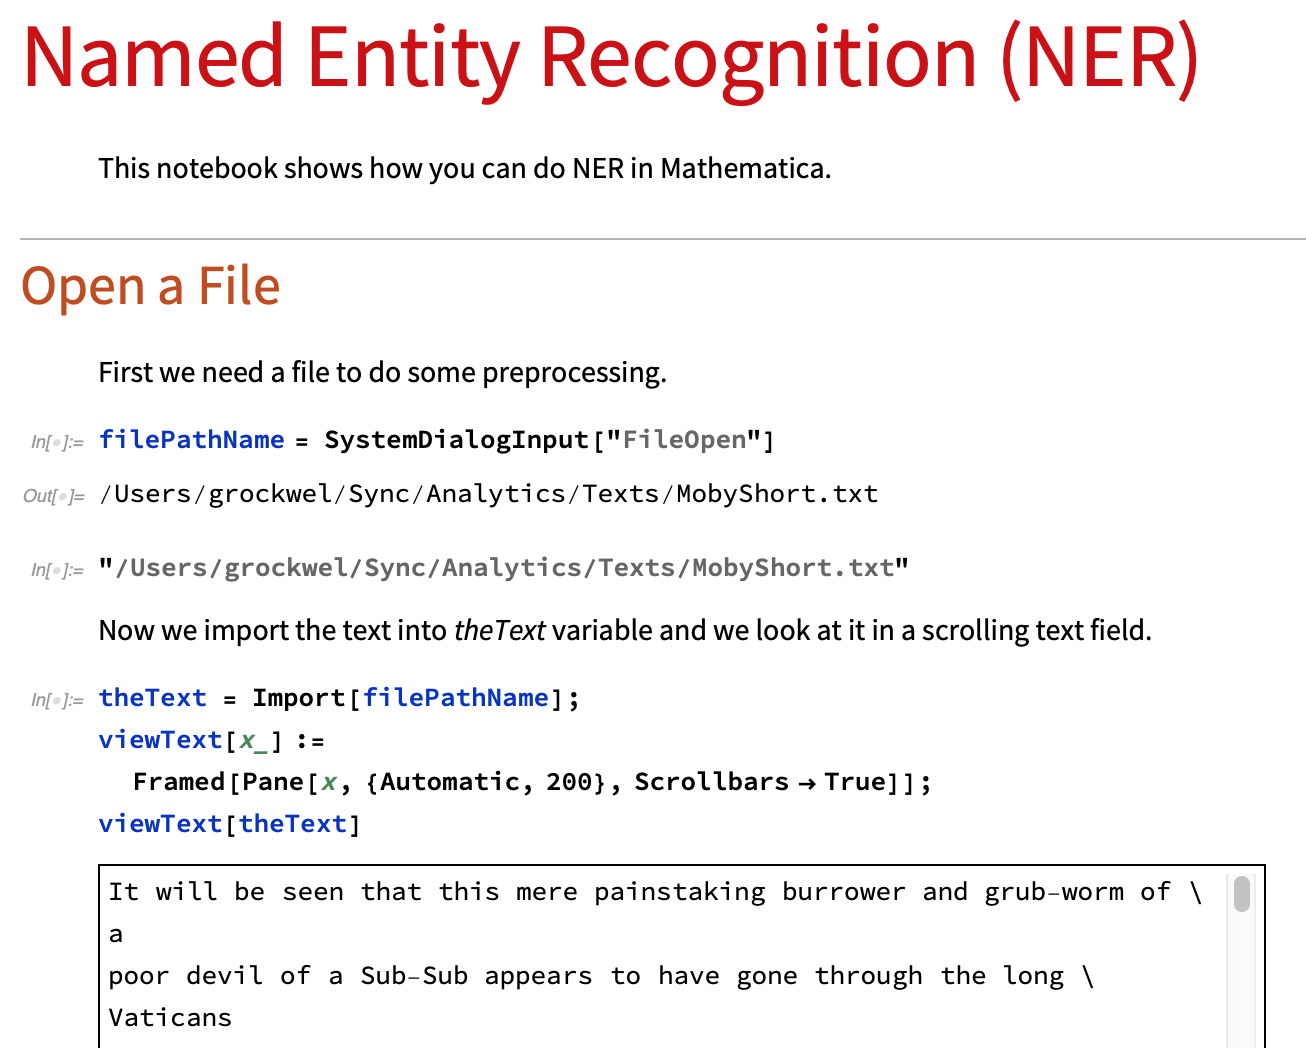 Named Entity Recognition (NER)
This notebook shows how you can do NER in Mathematica.
Open a File
First we need a file to do some preprocessing.
In[•]:= filePathName = SystemDialogInput["FileOpen"]
Out[•]= /Users/grockwel/Sync/Analytics/Texts/MobyShort.txt
In[•]:= "/Users/grockwel/Sync/Analytics/Texts/MobyShort.txt"
Now we import the text into theText variable and we look at it in a scrolling text field.
In[•]:= theText = Import[filePathName];
viewText[x_] :=
Framed[Pane[x, {Automatic, 200}, Scrollbars → True]];
viewText[theText]
It will be seen that this mere painstaking burrower and grub-worm of \
a
poor devil of a Sub-Sub appears to have gone through the long \
Vaticans